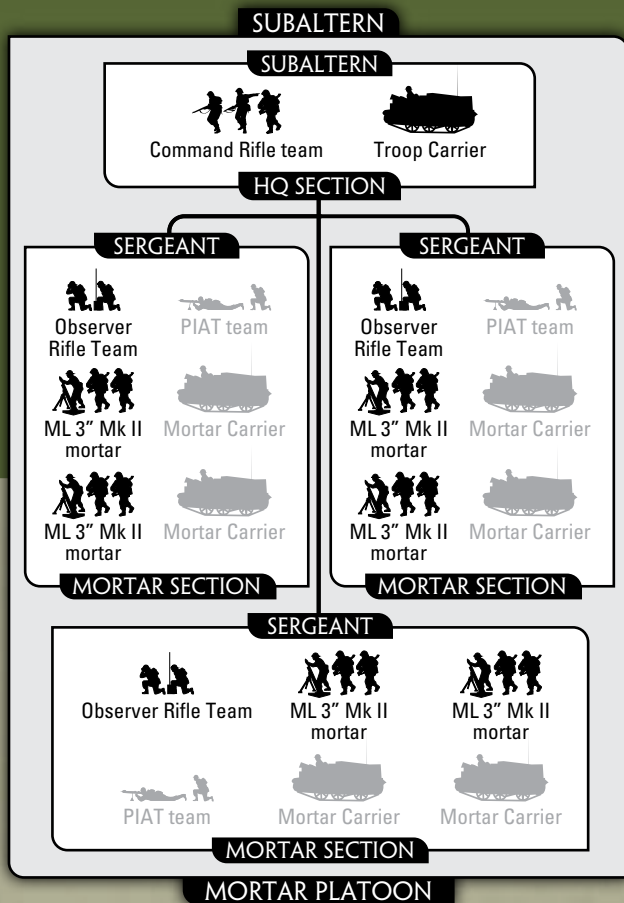 SUBALTERN
SUBALTERN
Command Rifle team
Troop Carrier
HQ SECTION
SERGEANT
Observer
Rifle Team
PIAT team
ML 3” Mk II
mortar
Mortar Carrier
ML 3” Mk II
mortar
Mortar Carrier
MORTAR SECTION
SERGEANT
Observer
Rifle Team
PIAT team
ML 3” Mk II
mortar
Mortar Carrier
ML 3” Mk II
mortar
Mortar Carrier
MORTAR SECTION
SERGEANT
Observer Rifle Team
ML 3” Mk II
mortar
ML 3” Mk II
mortar
PIAT team
Mortar Carrier
Mortar Carrier
MORTAR SECTION
MORTAR PLATOON